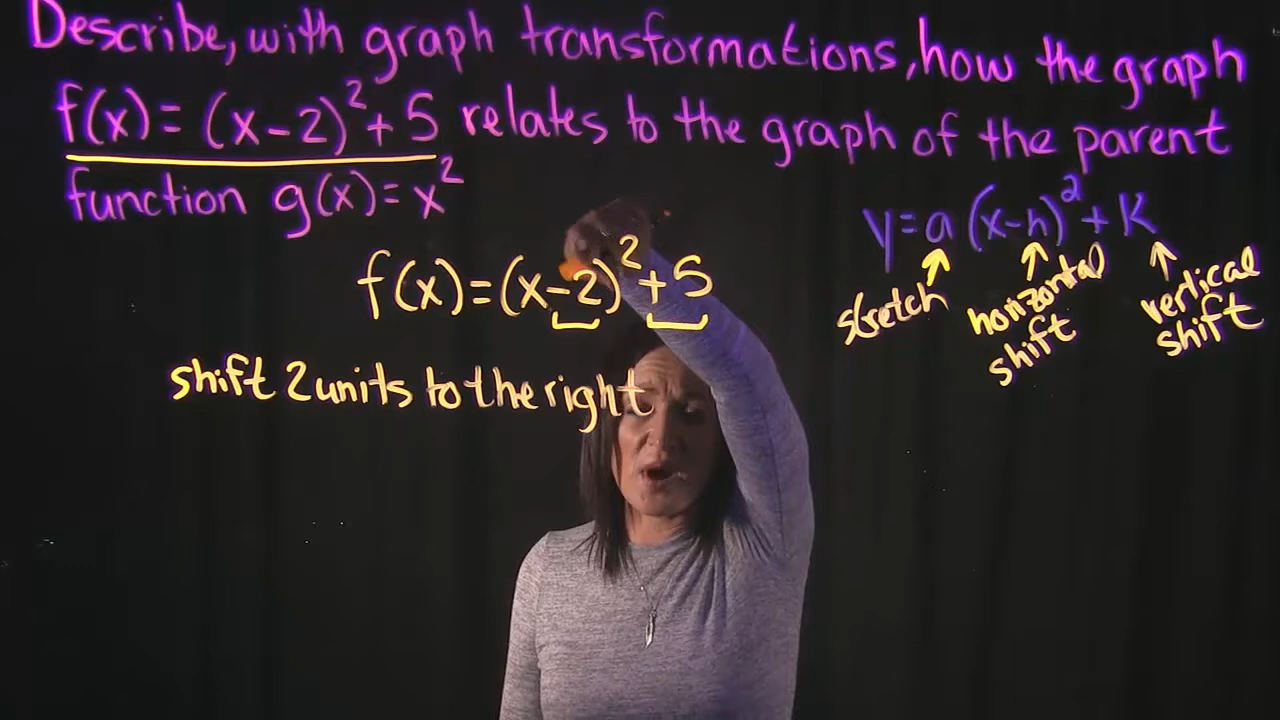 Describe, with graph transformations, how the graph
f(x) = (x-2)² + 5 relates to the graph of the parent
function g(x) = x²
y = a(x-h)² + k
stretch
horizontal
shift
vertical
shift
f(x) = (x-2)² + 5
shift 2 units to the right